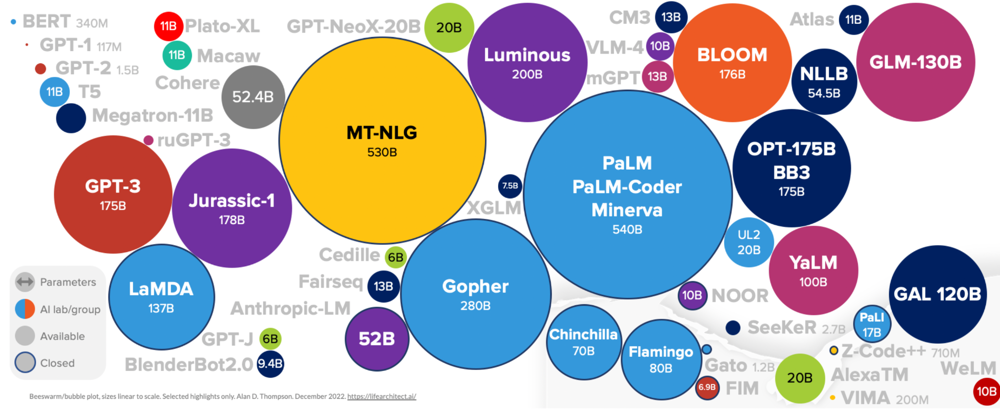 BERT 340M
GPT-1 117M
GPT-2 1.5B
11B T5
Megatron-11B
11B Plato-XL
11B Macaw
Cohere
52.4B
ruGPT-3
GPT-3
175B
Jurassic-1
178B
LaMDA
137B
GPT-NeoX-20B 20B
MT-NLG
530B
Luminous
200B
CM3 13B
VLM-4 10B
mGPT 13B
BLOOM
176B
Atlas 11B
NLLB
54.5B
GLM-130B
OPT-175B
BB3
175B
PaLM
PaLM-Coder
Minerva
540B
7.5B
XGLM
UL2
20B
YaLM
100B
GAL 120B
Cedille 6B
Fairseq 13B
Anthropic-LM
52B
Gopher
280B
GPT-J 6B
BlenderBot2.0 9.4B
Chinchilla
70B
Flamingo
80B
10B NOOR
SeeKeR 2.7B
PaLI
17B
Gato 1.2B
6.9B FIM
Z-Code++ 710M
20B AlexaTM
VIMA 200M
WeLM
10B
Parameters
AI lab/group
Available
Closed
Beeswarm/bubble plot, sizes linear to scale. Selected highlights only. Alan D. Thompson. December 2022. https://lifearchitect.ai/